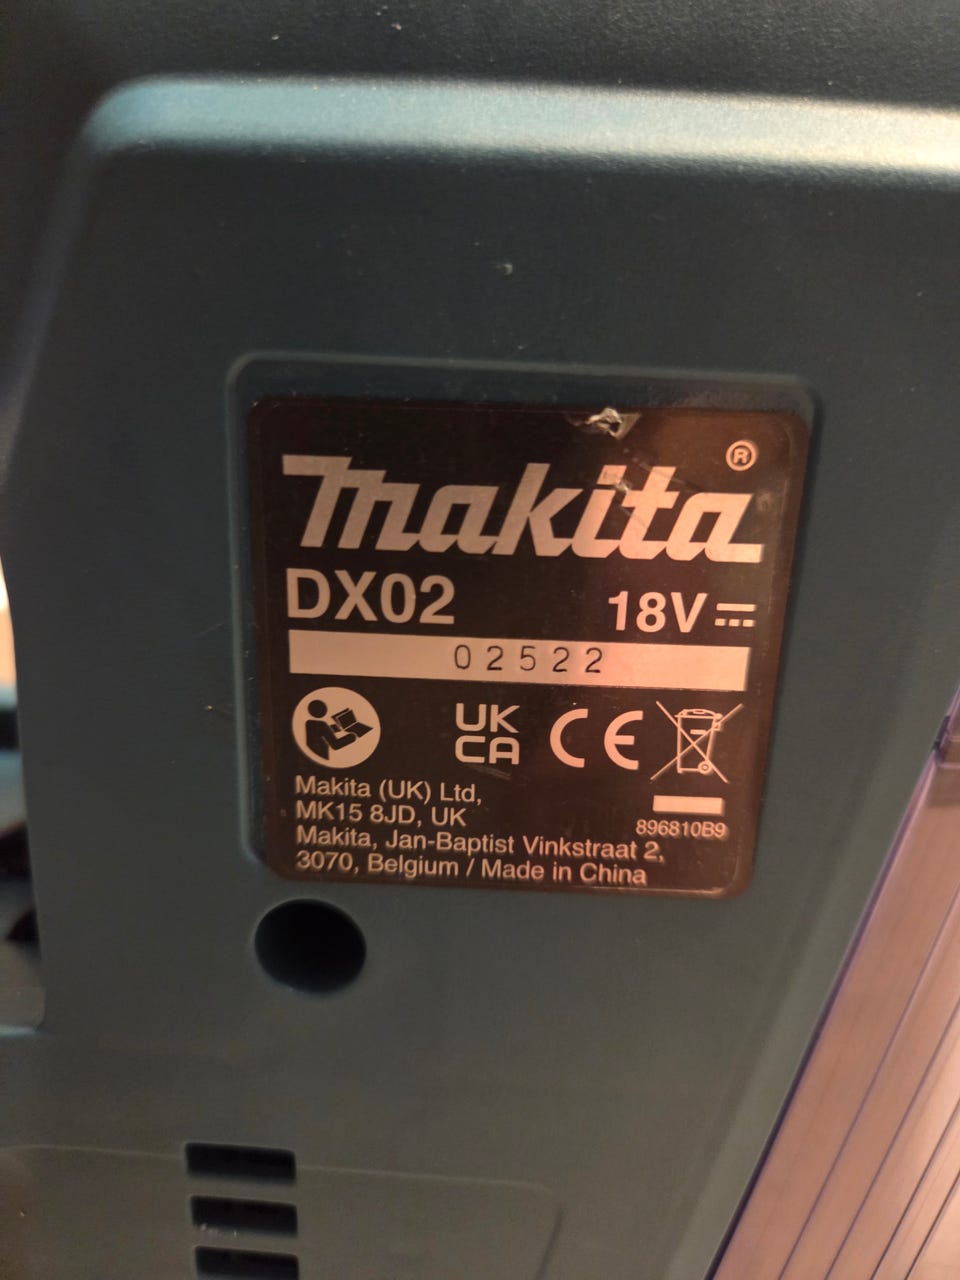 makita®
DX02 18V
02522
UK
CA CE
Makita (UK) Ltd,
MK15 8JD, UK
896810B9
Makita, Jan-Baptist Vinkstraat 2,
3070, Belgium / Made in China